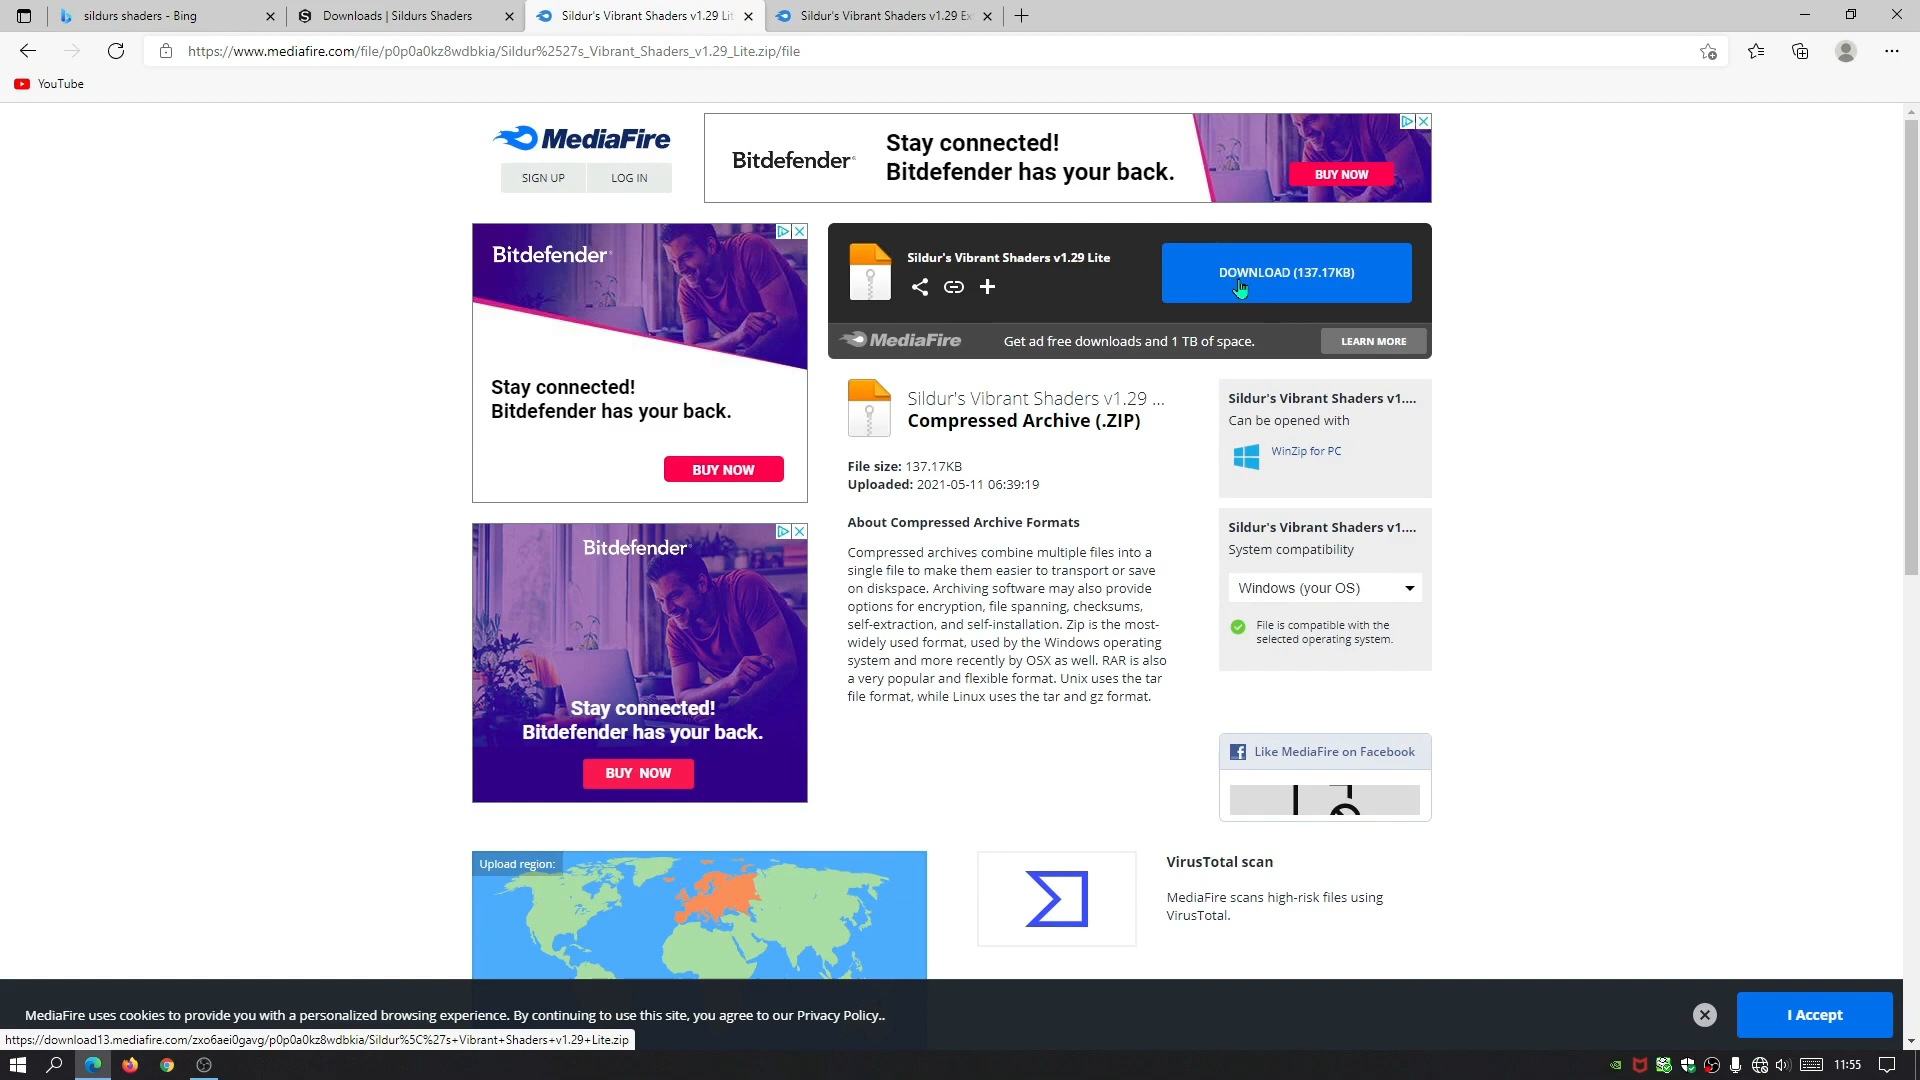 sildurs shaders - Bing
Downloads | Sildurs Shaders
Sildur's Vibrant Shaders v1.29 Lit
Sildur's Vibrant Shaders v1.29 Ex
https://www.mediafire.com/file/p0p0a0kz8wdbkia/Sildur%2527s_Vibrant_Shaders_v1.29_Lite.zip/file
YouTube
MediaFire
SIGN UP
LOG IN
Bitdefender
Stay connected!
Bitdefender has your back.
BUY NOW
Bitdefender
Stay connected!
Bitdefender has your back.
BUY NOW
Sildur's Vibrant Shaders v1.29 Lite
DOWNLOAD (137.17KB)
MediaFire
Get ad free downloads and 1 TB of space.
LEARN MORE
Sildur's Vibrant Shaders v1.29 ...
Compressed Archive (.ZIP)
File size: 137.17KB
Uploaded: 2021-05-11 06:39:19
About Compressed Archive Formats
Compressed archives combine multiple files into a
single file to make them easier to transport or save
on diskspace. Archiving software may also provide
options for encryption, file spanning, checksums,
self-extraction, and self-installation. Zip is the most-
widely used format, used by the Windows operating
system and more recently by OSX as well. RAR is also
a very popular and flexible format. Unix uses the tar
file format, while Linux uses the tar and gz format.
Sildur's Vibrant Shaders v1....
Can be opened with
WinZip for PC
Sildur's Vibrant Shaders v1....
System compatibility
Windows (your OS)
File is compatible with the
selected operating system.
Bitdefender
Stay connected!
Bitdefender has your back.
BUY NOW
Like MediaFire on Facebook
Upload region:
VirusTotal scan
MediaFire scans high-risk files using
VirusTotal.
MediaFire uses cookies to provide you with a personalized browsing experience. By continuing to use this site, you agree to our Privacy Policy..
I Accept
https://download13.mediafire.com/zxo6aei0gavg/p0p0a0kz8wdbkia/Sildur%5C%27s+Vibrant+Shaders+v1.29+Lite.zip
11:55